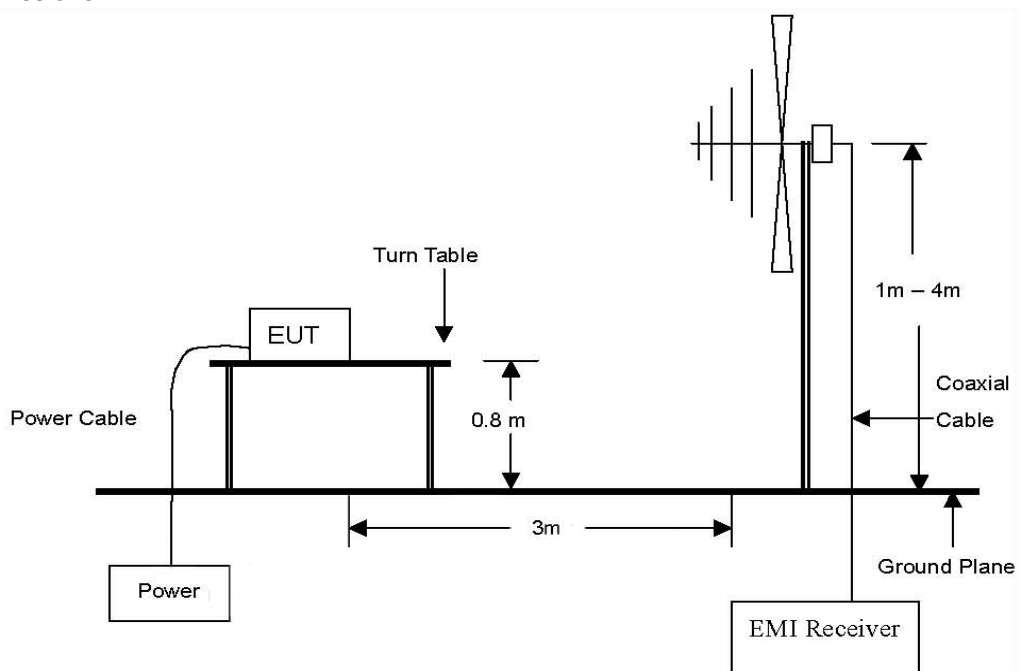 Turn Table
1m – 4m
EUT
Coaxial
Cable
Power Cable
0.8 m
3m
Ground Plane
Power
EMI Receiver